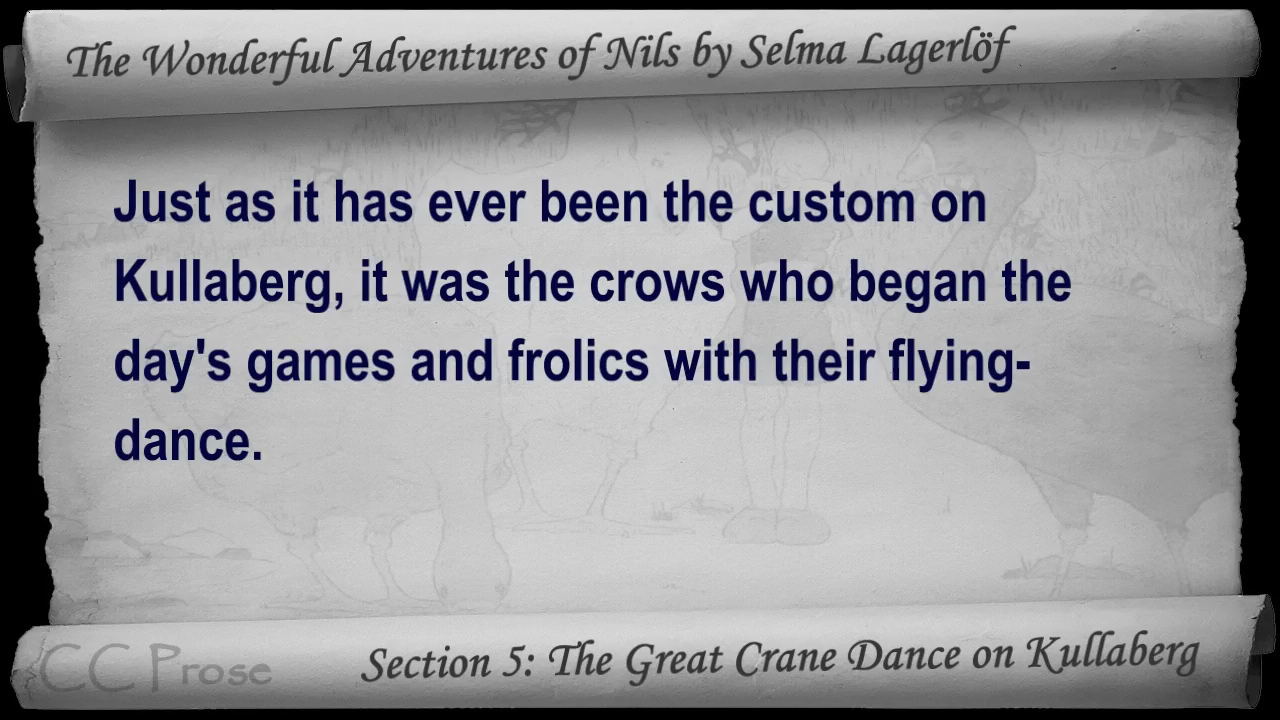 The Wonderful Adventures of Nils by Selma Lagerlöf
Just as it has ever been the custom on
Kullaberg, it was the crows who began the
day's games and frolics with their flying-
dance.
CC Prose
Section 5: The Great Crane Dance on Kullaberg